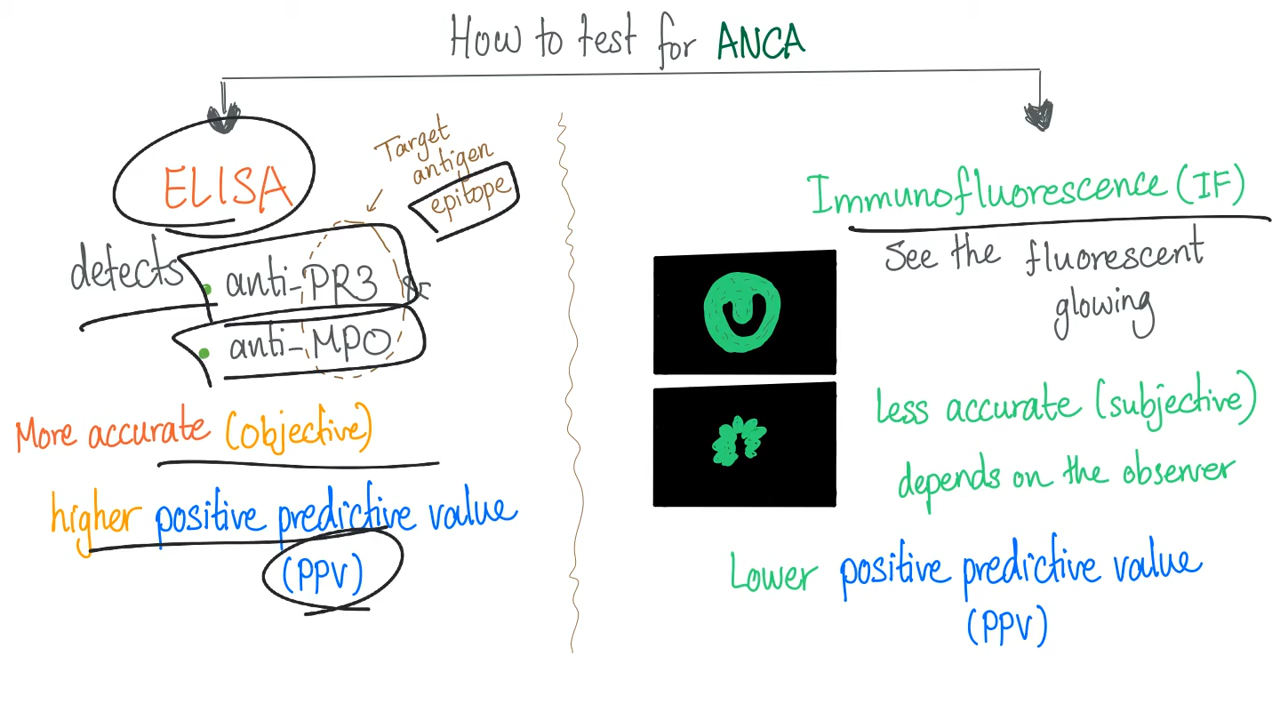 How to test for ANCA
ELISA
Target
antigen
epitope
detects
anti-PR3 &
anti-MPO
More accurate (objective)
higher positive predictive value
(PPV)
Immunofluorescence (IF)
See the fluorescent
glowing
Less accurate (subjective)
depends on the observer
Lower positive predictive value
(PPV)